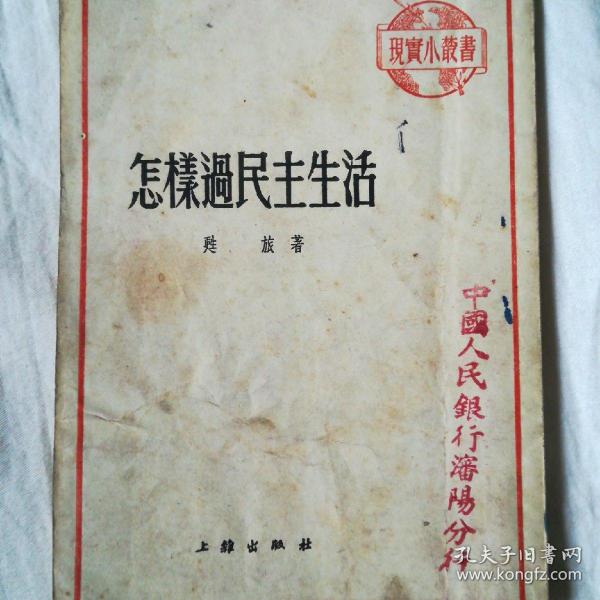 現實小叢書
怎樣過民主生活
甦旅著
上雜出版社
中國人民銀行瀋陽分行
孔夫子旧书网
www.kongfz.com